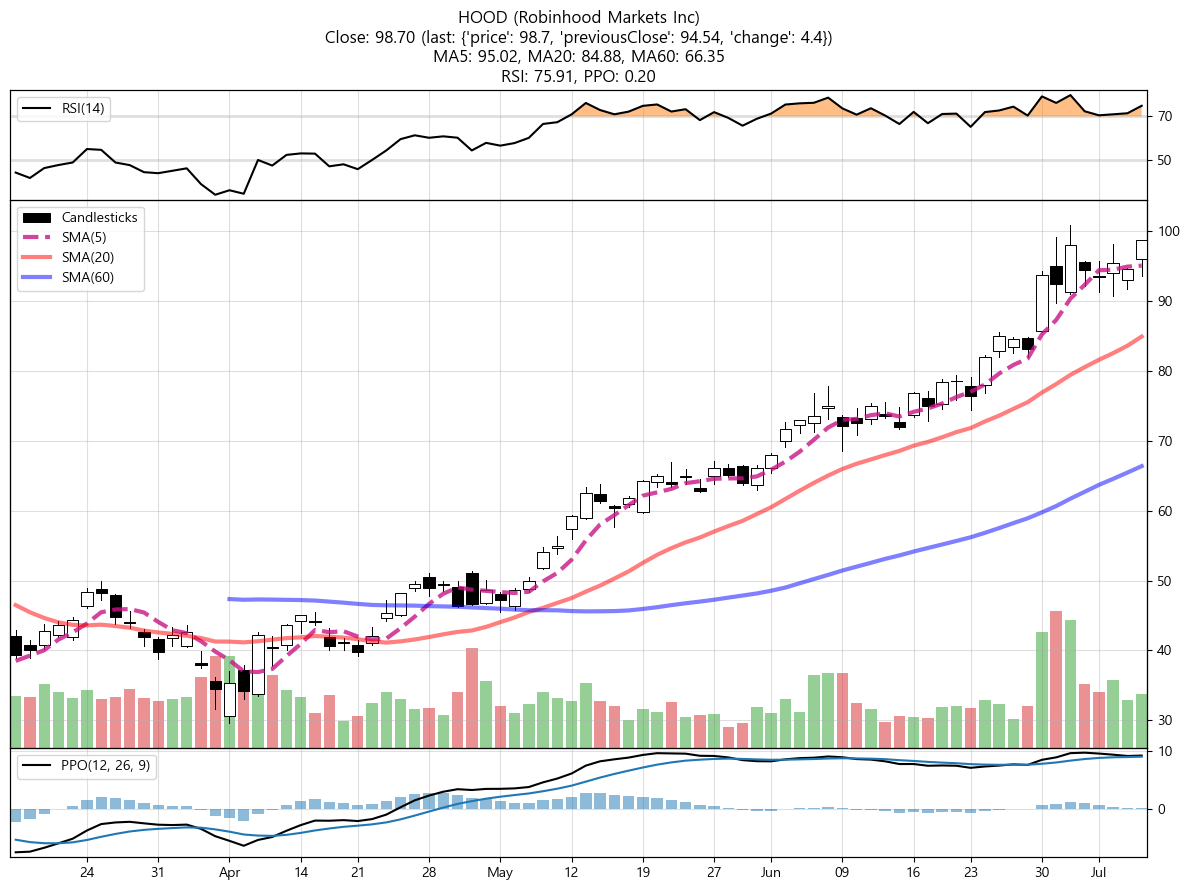 HOOD (Robinhood Markets Inc)
Close: 98.70 (last: {'price': 98.7, 'previousClose': 94.54, 'change': 4.4})
MA5: 95.02, MA20: 84.88, MA60: 66.35
RSI: 75.91, PPO: 0.20
RSI(14)
70
50
Candlesticks
SMA(5)
SMA(20)
SMA(60)
100
90
80
70
60
50
40
30
PPO(12, 26, 9)
10
0
24 31 Apr 14 21 28 May 12 19 27 Jun 09 16 23 30 Jul